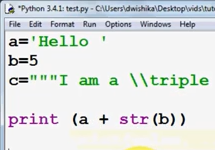 *Python 3.4.1: test.py - C:\Users\dwishika\Desktop\vids\tub
File Edit Format Run Options Windows Help
a='Hello '
b=5
c="""I am a \\triple
print (a + str(b))